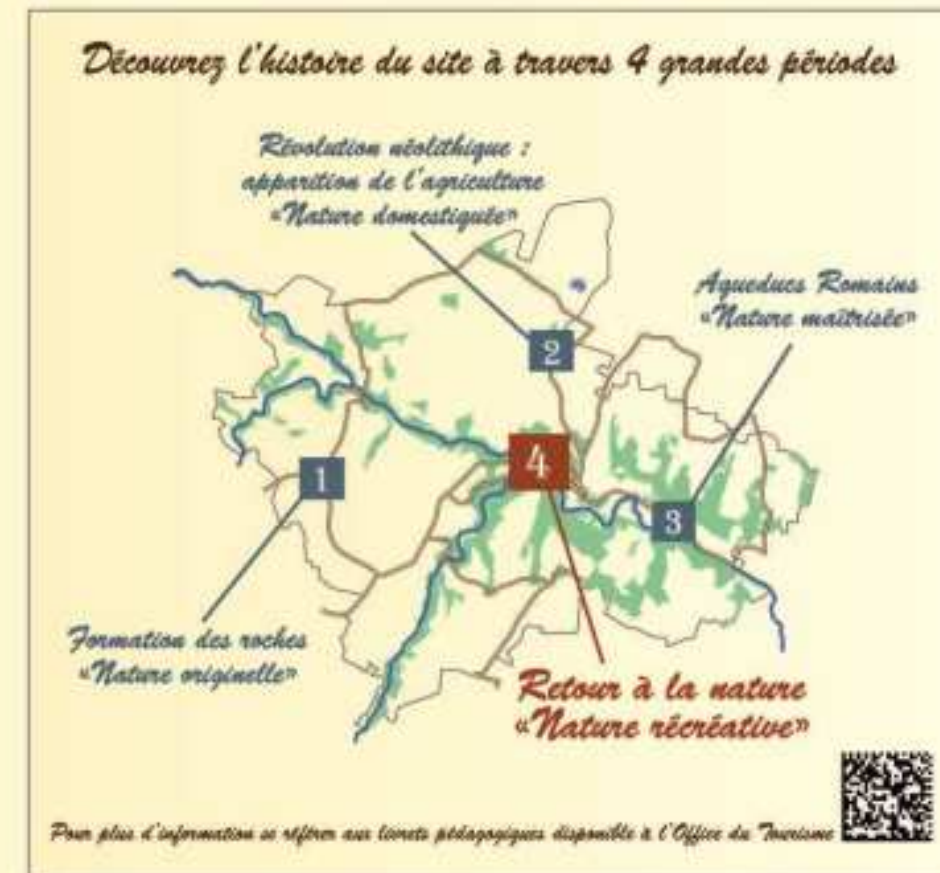 Découvrez l'histoire du site à travers 4 grandes périodes
Révolution néolithique :
apparition de l'agriculture
«Nature domestiquée»
Aqueducs Romains
«Nature maîtrisée»
2
4
1
3
Formation des roches
«Nature originelle»
Retour à la nature
«Nature récréative»
Pour plus d'information se référer aux livrets pédagogiques disponible à l'Office du Tourisme